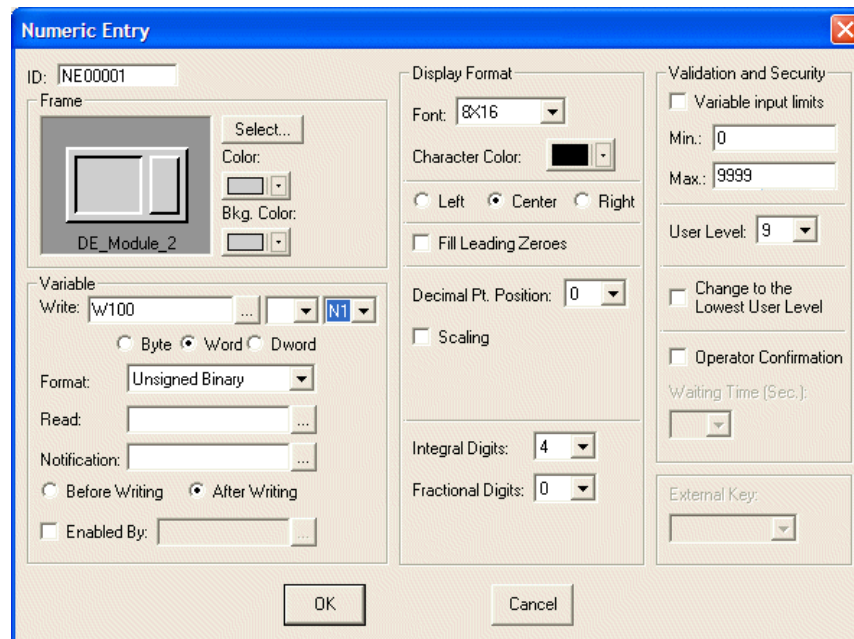 Numeric Entry
ID: NE00001
Frame
Select...
Color:
Bkg. Color:
DE_Module_2
Variable
Write: W100 ... N1
Byte Word Dword
Format: Unsigned Binary
Read: ...
Notification: ...
Before Writing After Writing
Enabled By: ...
Display Format
Font: 8X16
Character Color:
Left Center Right
Fill Leading Zeroes
Decimal Pt. Position: 0
Scaling
Integral Digits: 4
Fractional Digits: 0
Validation and Security
Variable input limits
Min.: 0
Max.: 9999
User Level: 9
Change to the
Lowest User Level
Operator Confirmation
Waiting Time (Sec.):
External Key:
OK Cancel